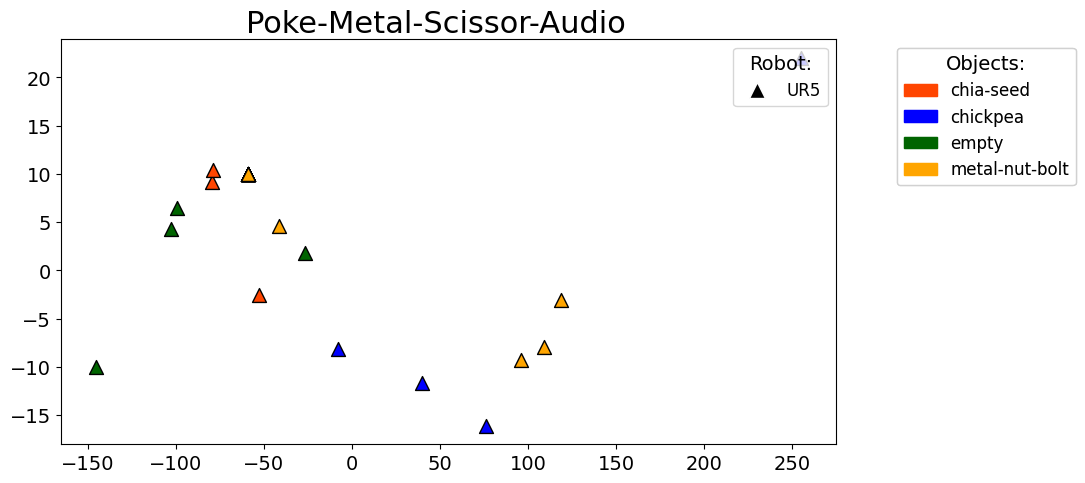 Poke-Metal-Scissor-Audio
Robot:
UR5
Objects:
chia-seed
chickpea
empty
metal-nut-bolt
20
15
10
5
0
−5
−10
−15
−150
−100
−50
0
50
100
150
200
250